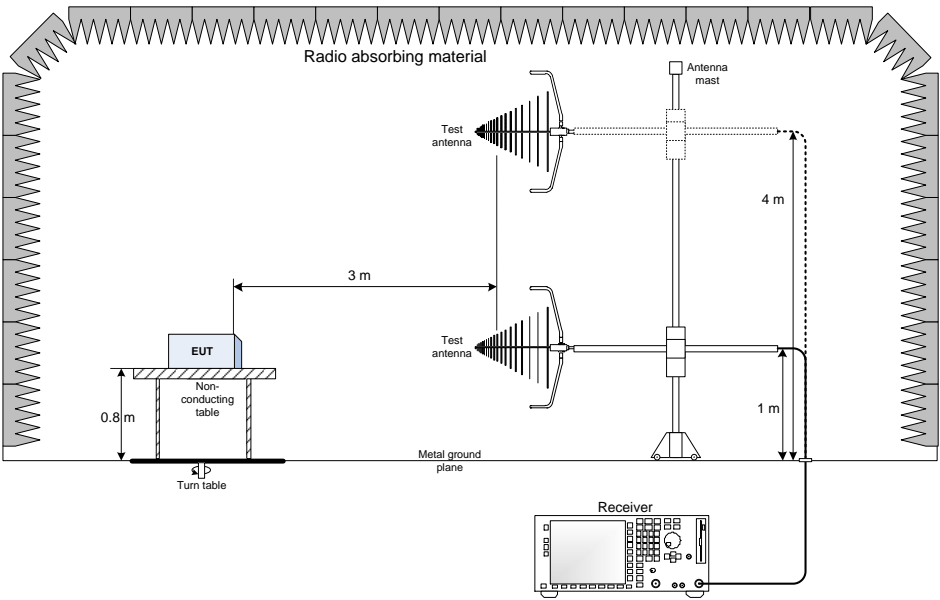 Radio absorbing material
Antenna
mast
Test
antenna
4 m
3 m
Test
antenna
EUT
Non-
conducting
table
0.8 m
1 m
Metal ground
plane
Turn table
Receiver